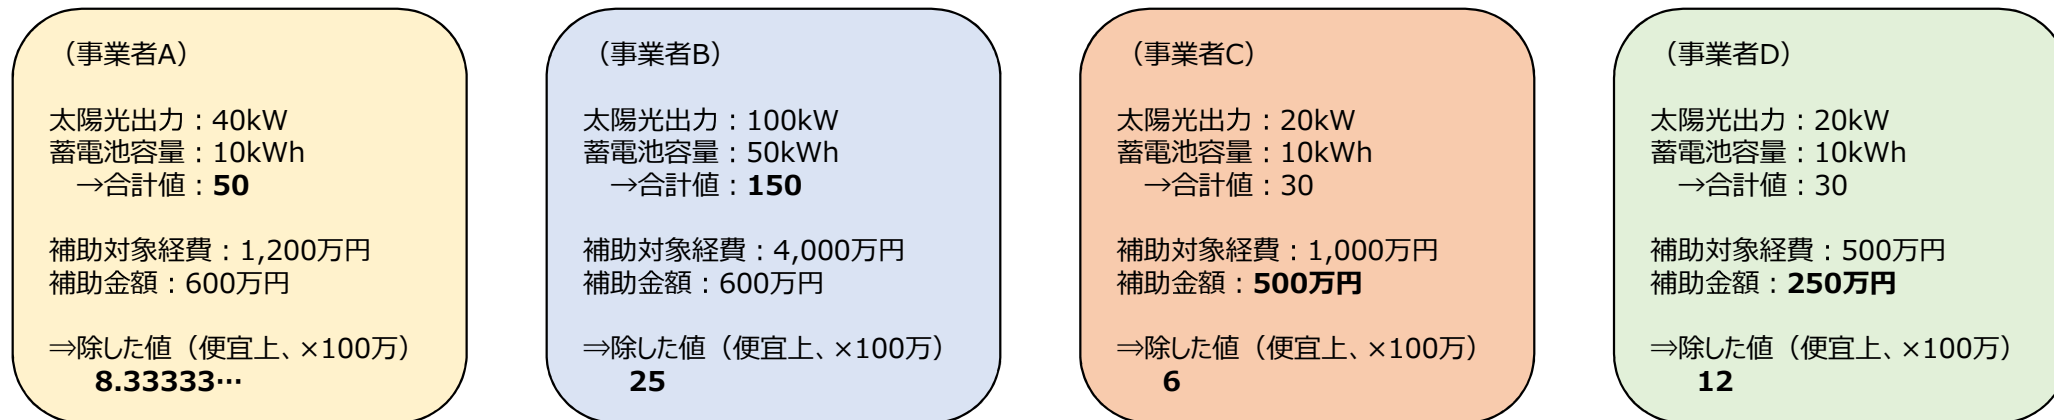 （事業者A）
太陽光出力：40kW
蓄電池容量：10kWh
→合計値：50
補助対象経費：1,200万円
補助金額：600万円
⇒除した値（便宜上、×100万）
8.33333…
（事業者B）
太陽光出力：100kW
蓄電池容量：50kWh
→合計値：150
補助対象経費：4,000万円
補助金額：600万円
⇒除した値（便宜上、×100万）
25
（事業者C）
太陽光出力：20kW
蓄電池容量：10kWh
→合計値：30
補助対象経費：1,000万円
補助金額：500万円
⇒除した値（便宜上、×100万）
6
（事業者D）
太陽光出力：20kW
蓄電池容量：10kWh
→合計値：30
補助対象経費：500万円
補助金額：250万円
⇒除した値（便宜上、×100万）
12